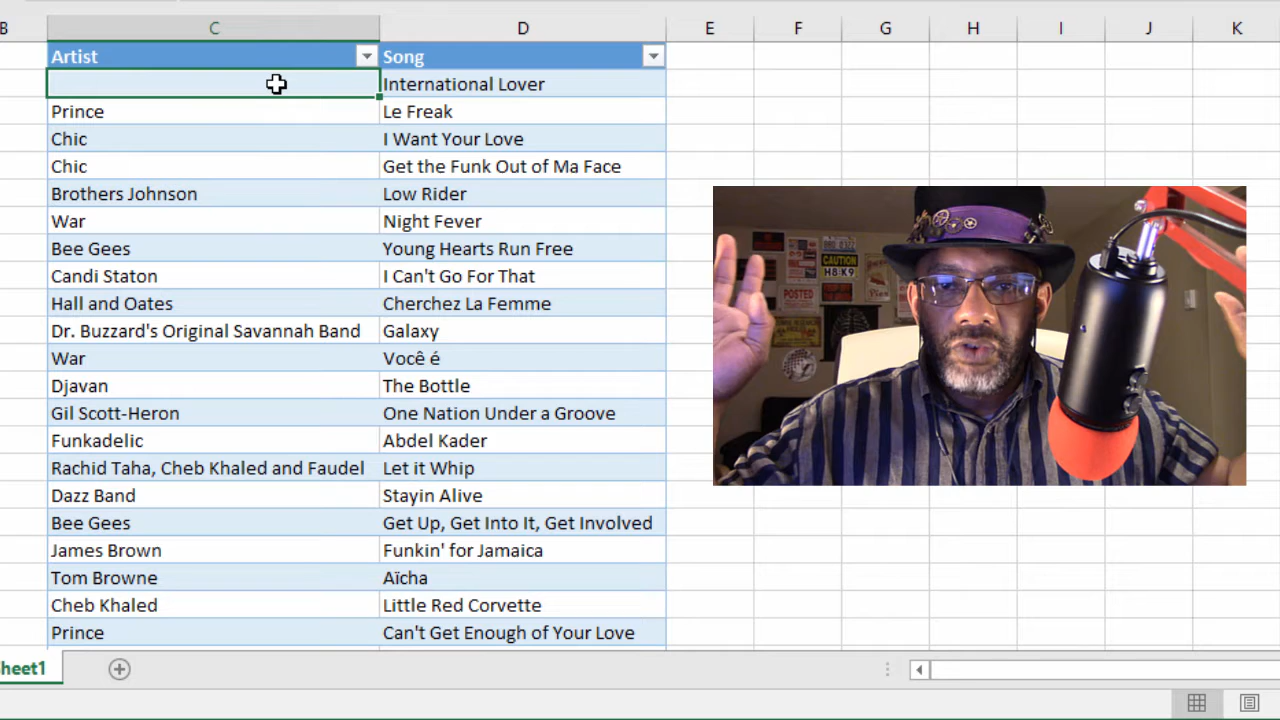 B C D E F G H I J K
Artist Song
International Lover
Prince Le Freak
Chic I Want Your Love
Chic Get the Funk Out of Ma Face
Brothers Johnson Low Rider
War Night Fever
Bee Gees Young Hearts Run Free
Candi Staton I Can't Go For That
Hall and Oates Cherchez La Femme
Dr. Buzzard's Original Savannah Band Galaxy
War Você é
Djavan The Bottle
Gil Scott-Heron One Nation Under a Groove
Funkadelic Abdel Kader
Rachid Taha, Cheb Khaled and Faudel Let it Whip
Dazz Band Stayin Alive
Bee Gees Get Up, Get Into It, Get Involved
James Brown Funkin' for Jamaica
Tom Browne Aïcha
Cheb Khaled Little Red Corvette
Prince Can't Get Enough of Your Love
CAUTION
H8:K9
POSTED
heet1